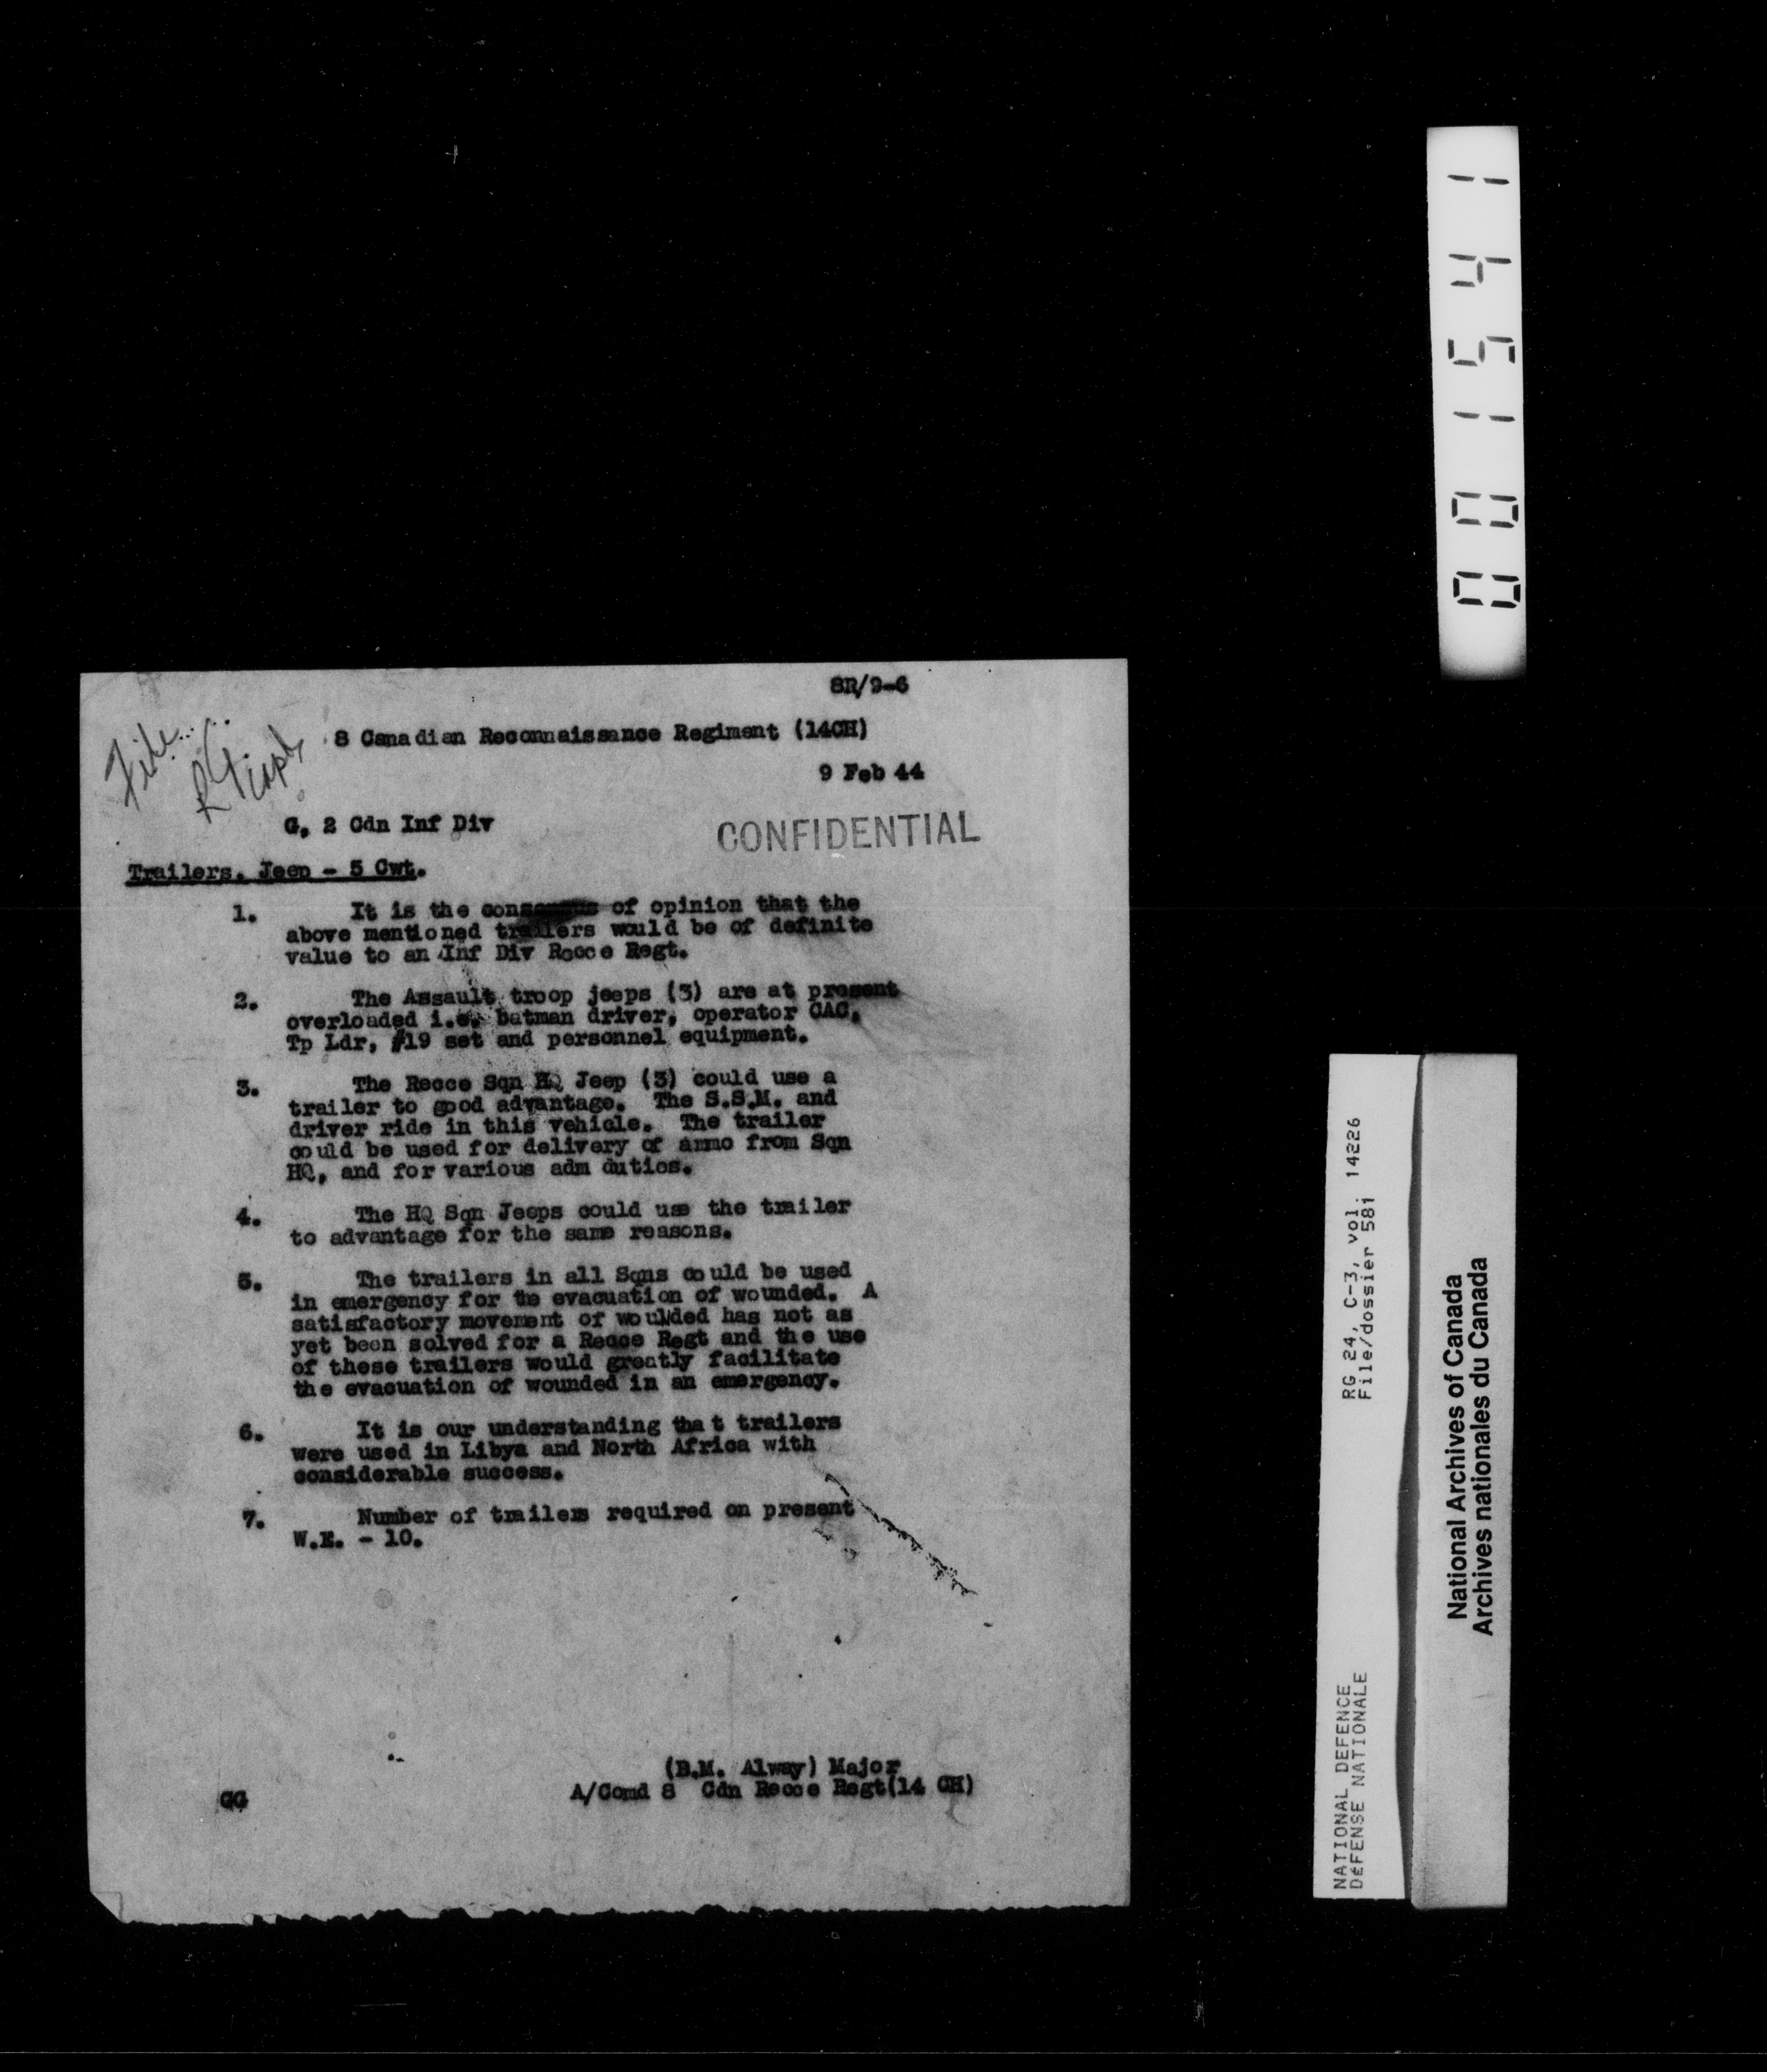 8R/9-6
8 Canadian Reconnaissance Regiment (14CH)
9 Feb 44
File
G, 2 Cdn Inf Div
CONFIDENTIAL
Trailers. Jeep - 5 Cwt.
1. It is the consensus of opinion that the
above mentioned trailers would be of definite
value to an Inf Div Recce Regt.
2. The Assault troop jeeps (3) are at present
overloaded i.e. batman driver, operator CAC,
Tp Ldr, #19 set and personnel equipment.
3. The Recce Sqn HQ Jeep (3) could use a
trailer to good advantage. The S.S.M. and
driver ride in this vehicle. The trailer
could be used for delivery of ammo from Sqn
HQ, and for various adm duties.
4. The HQ Sqn Jeeps could use the trailer
to advantage for the same reasons.
5. The trailers in all Sqns could be used
in emergency for the evacuation of wounded. A
satisfactory movement of wounded has not as
yet been solved for a Recce Regt and the use
of these trailers would greatly facilitate
the evacuation of wounded in an emergency.
6. It is our understanding that trailers
were used in Libya and North Africa with
considerable success.
7. Number of trailers required on present
W.E. - 10.
(B.M. Alway) Major
A/Comd 8 Cdn Recce Regt(14 CH)
GG
001541
NATIONAL DEFENCE RG 24, C-3, vol. 14226
DéFENSE NATIONALE File/dossier 581
National Archives of Canada
Archives nationales du Canada